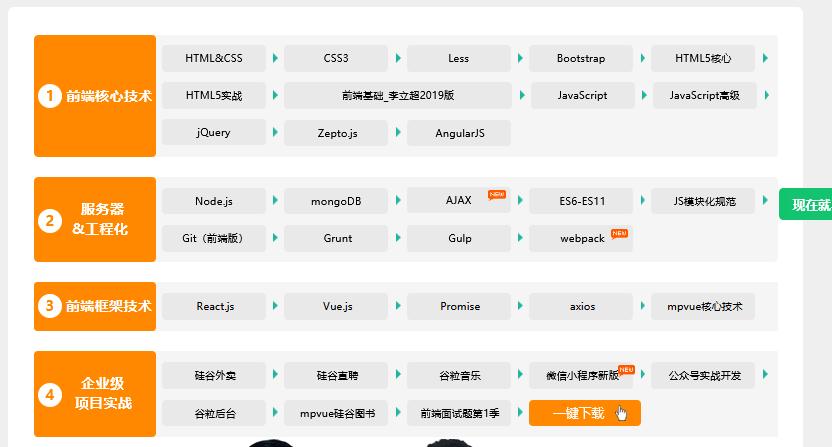 1 前端核心技术
HTML&CSS CSS3 Less Bootstrap HTML5核心
HTML5实战 前端基础_李立超2019版 JavaScript JavaScript高级
jQuery Zepto.js AngularJS
2 服务器
&工程化
Node.js mongoDB AJAX NEW ES6-ES11 JS模块化规范
现在就
Git（前端版） Grunt Gulp webpack NEW
3 前端框架技术
React.js Vue.js Promise axios mpvue核心技术
4 企业级
项目实战
硅谷外卖 硅谷直聘 谷粒音乐 微信小程序新版 NEW 公众号实战开发
谷粒后台 mpvue硅谷图书 前端面试题第1季 一键下载